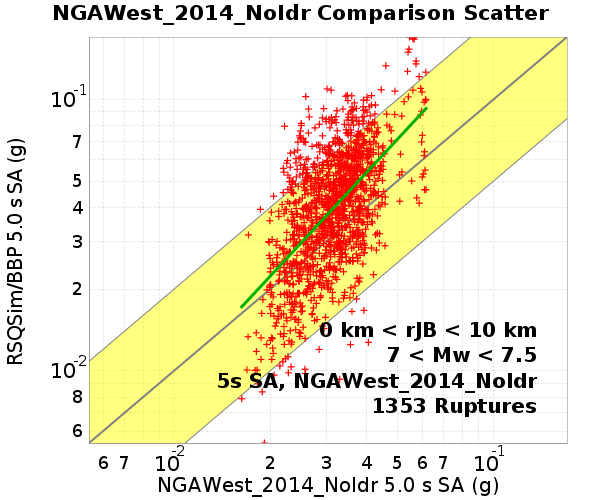 NGAWest_2014_NoIdr Comparison Scatter
RSQSim/BBP 5.0 s SA (g)
10-1
7
5
4
3
2
10-2
8
6
0 km < rJB < 10 km
7 < Mw < 7.5
5s SA, NGAWest_2014_NoIdr
1353 Ruptures
6 7 10-2 2 3 4 5 6 7 10-1
NGAWest_2014_NoIdr 5.0 s SA (g)